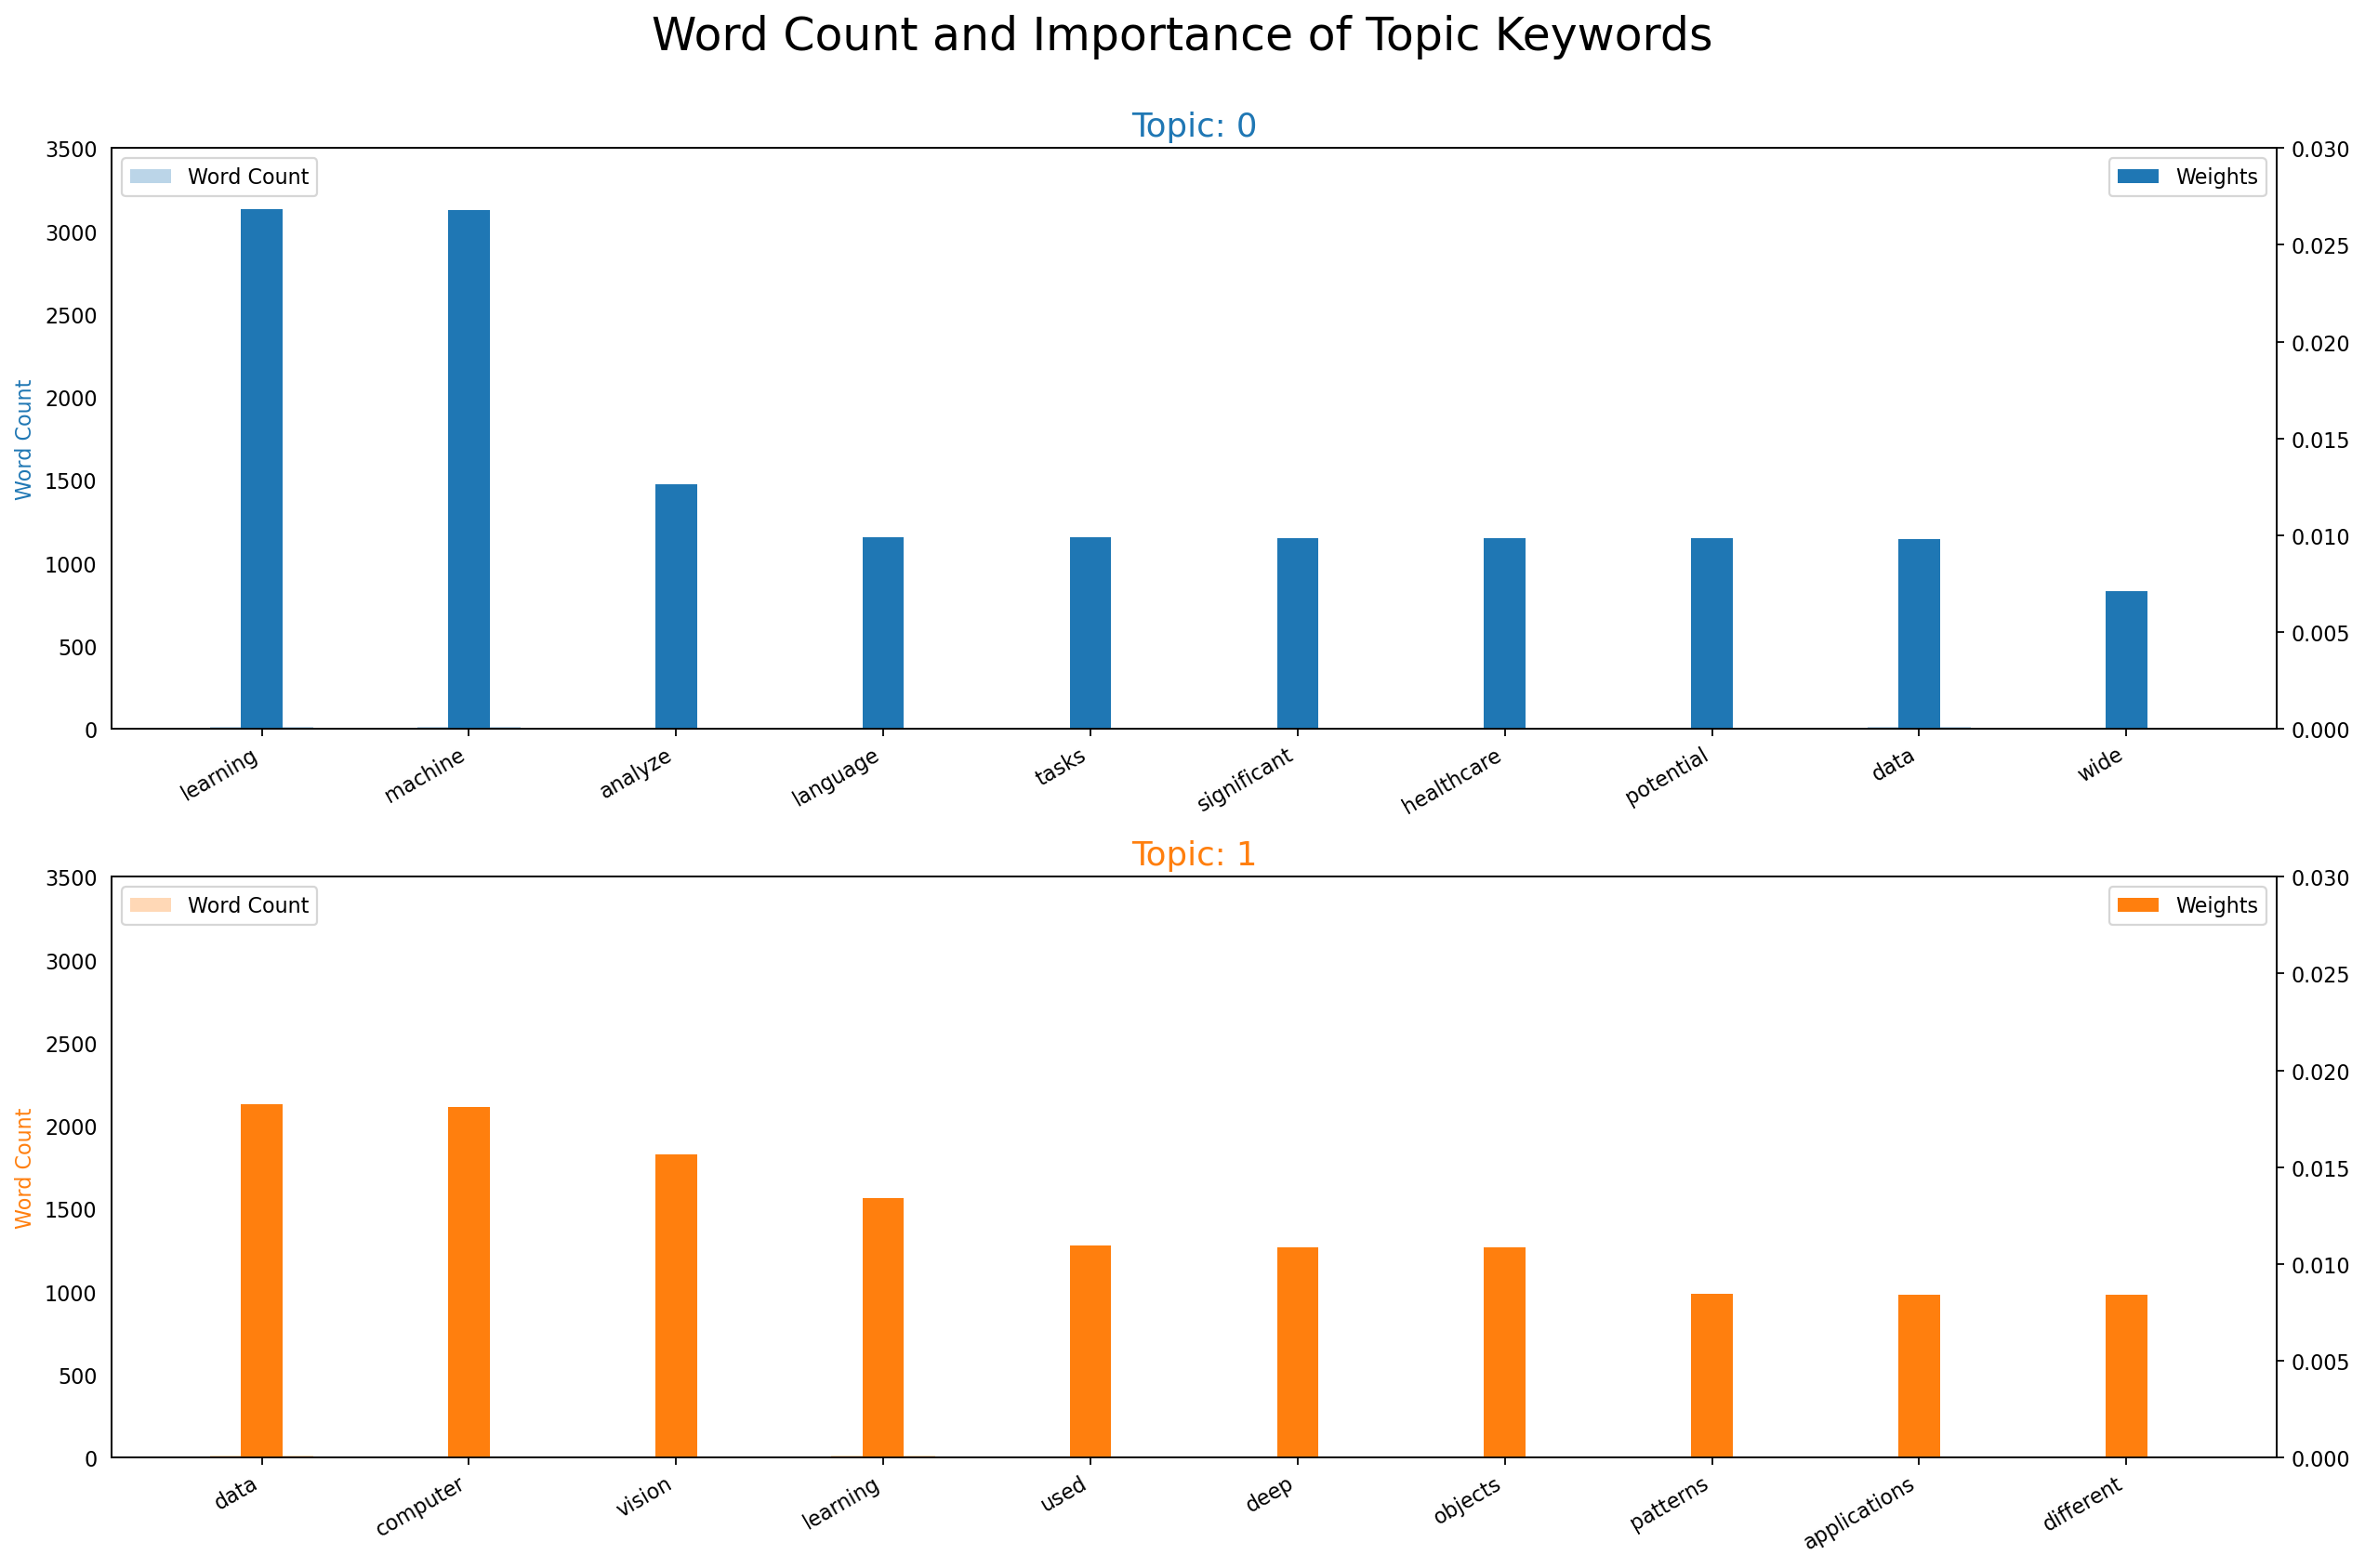 Word Count and Importance of Topic Keywords
Topic: 0
Word Count
Weights
3500
3000
2500
2000
1500
1000
500
0
Word Count
0.030
0.025
0.020
0.015
0.010
0.005
0.000
learning
machine
analyze
language
tasks
significant
healthcare
potential
data
wide
Topic: 1
Word Count
Weights
3500
3000
2500
2000
1500
1000
500
0
Word Count
0.030
0.025
0.020
0.015
0.010
0.005
0.000
data
computer
vision
learning
used
deep
objects
patterns
applications
different